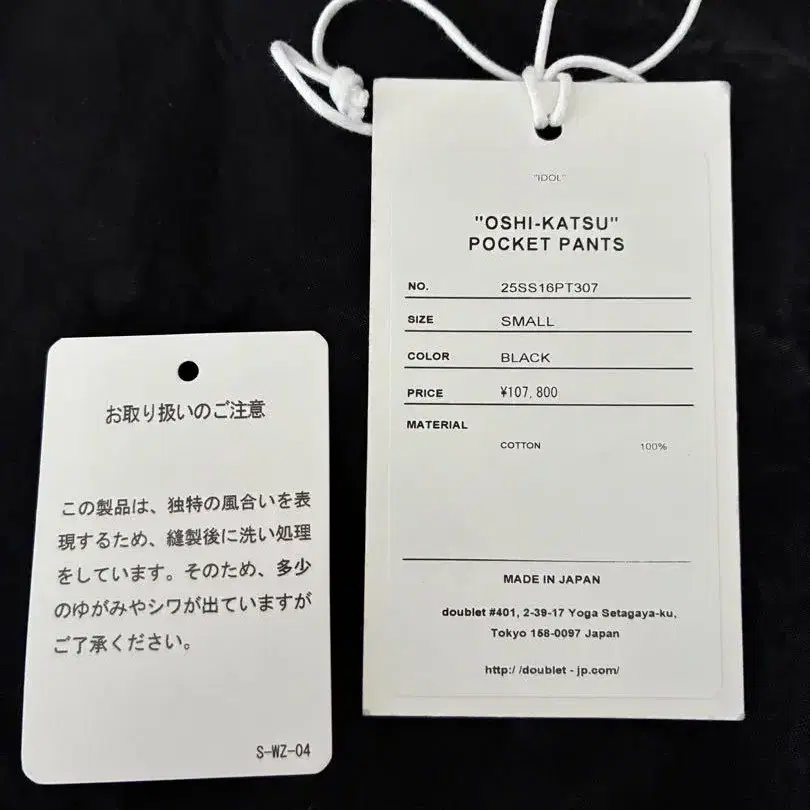 "IDOL"
"OSHI-KATSU"
POCKET PANTS
NO. 25SS16PT307
SIZE SMALL
COLOR BLACK
PRICE ¥107,800
MATERIAL
COTTON 100%
MADE IN JAPAN
doublet #401, 2-39-17 Yoga Setagaya-ku,
Tokyo 158-0097 Japan
http://doublet-jp.com/
お取り扱いのご注意
この製品は、独特の風合いを表
現するため、縫製後に洗い処理
をしています。そのため、多少
のゆがみやシワが出ていますが
ご了承ください。
S-WZ-04